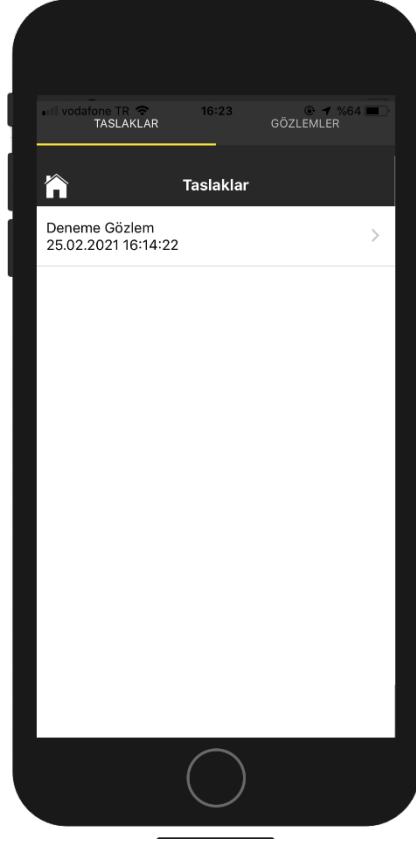 vodafone TR 16:23 %64
TASLAKLAR GÖZLEMLER
Taslaklar
Deneme Gözlem
25.02.2021 16:14:22